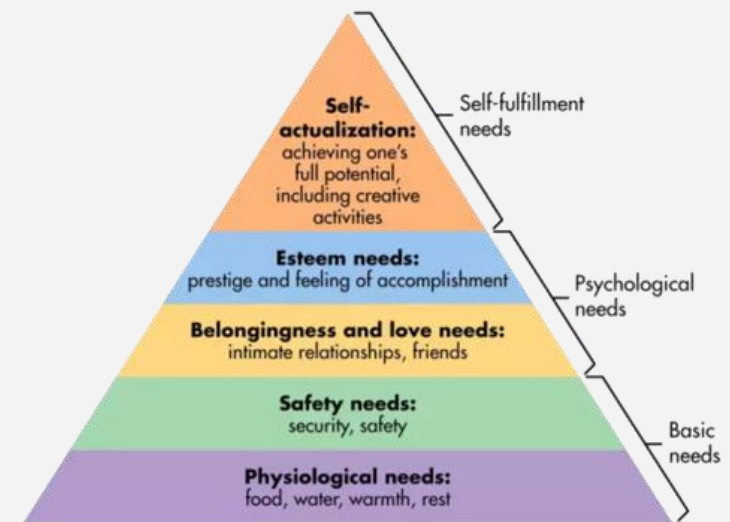 Self-
actualization:
achieving one's
full potential,
including creative
activities
Self-fulfillment
needs
Esteem needs:
prestige and feeling of accomplishment
Psychological
needs
Belongingness and love needs:
intimate relationships, friends
Safety needs:
security, safety
Basic
needs
Physiological needs:
food, water, warmth, rest